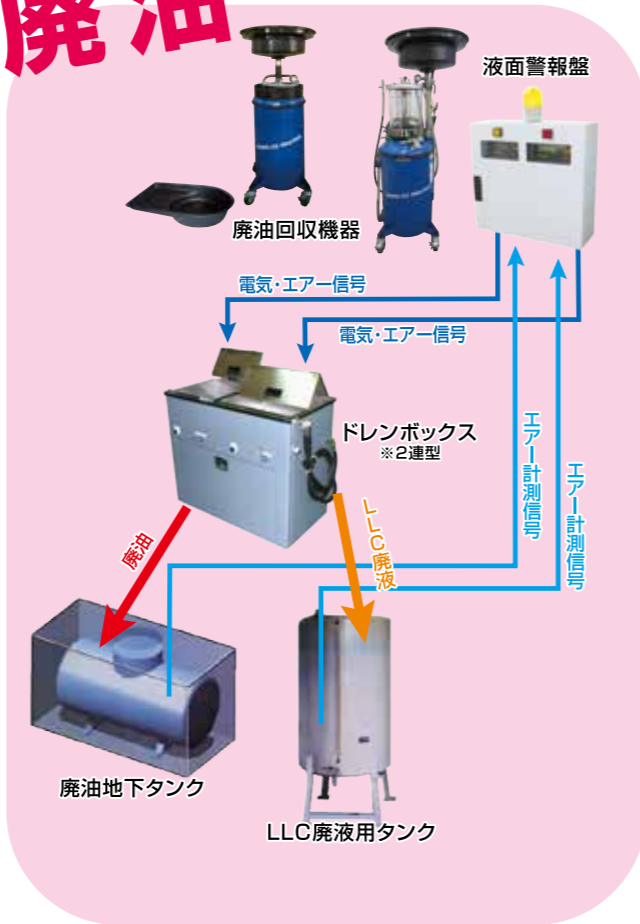 廃油
液面警報盤
廃油回収機器
電気・エアー信号
電気・エアー信号
ドレンボックス
※2連型
エアー計測信号
エアー計測信号
廃油
LLC廃液
廃油地下タンク
LLC廃液用タンク